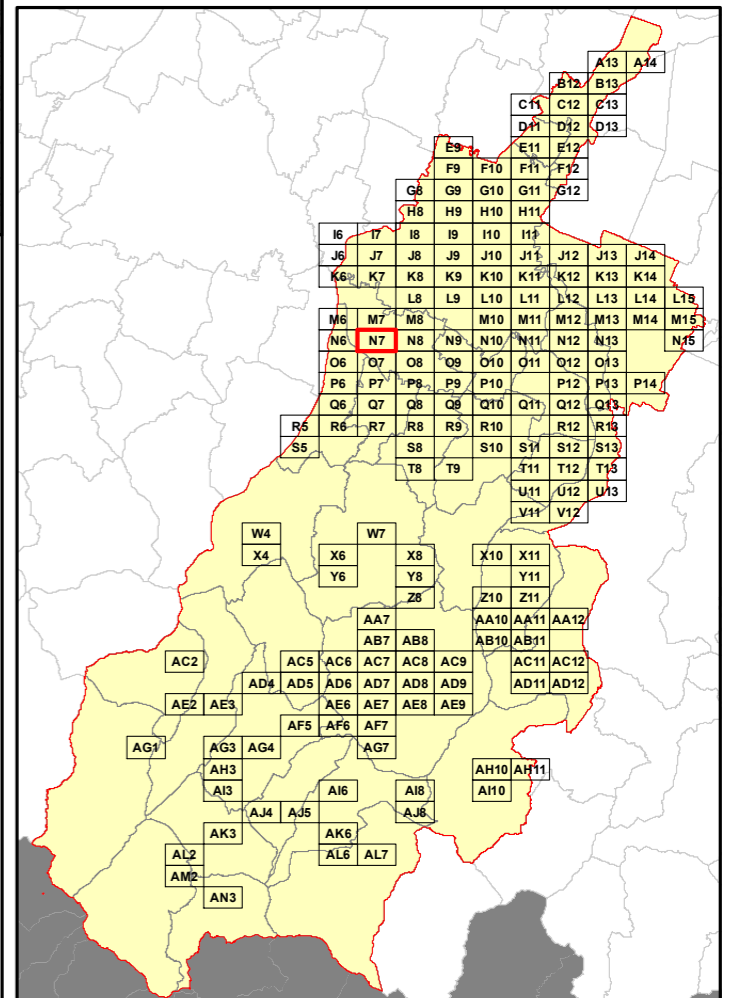 A13 A14
B12 B13
C11 C12 C13
D11 D12 D13
E9 E11 E12
F9 F10 F11 F12
G8 G9 G10 G11 G12
H8 H9 H10 H11
I6 I7 I8 I9 I10 I11
J6 J7 J8 J9 J10 J11 J12 J13 J14
K6 K7 K8 K9 K10 K11 K12 K13 K14
L8 L9 L10 L11 L12 L13 L14 L15
M6 M7 M8 M10 M11 M12 M13 M14 M15
N6 N7 N8 N9 N10 N11 N12 N13 N15
O6 O7 O8 O9 O10 O11 O12 O13
P6 P7 P8 P9 P10 P12 P13 P14
Q6 Q7 Q8 Q9 Q10 Q11 Q12 Q13
R5 R6 R7 R8 R9 R10 R12 R13
S5 S8 S10 S11 S12 S13
T8 T9 T11 T12 T13
U11 U12 U13
V11 V12
W4 W7
X4 X6 X8 X10 X11
Y6 Y8 Y11
Z8 Z10 Z11
AA7 AA10 AA11 AA12
AB7 AB8 AB10 AB11
AC2 AC5 AC6 AC7 AC8 AC9 AC11 AC12
AD4 AD5 AD6 AD7 AD8 AD9 AD11 AD12
AE2 AE3 AE6 AE7 AE8 AE9
AF5 AF6 AF7
AG1 AG3 AG4 AG7
AH3 AH10 AH11
AI3 AI6 AI8 AI10
AJ4 AJ5 AJ8
AK3 AK6
AL2 AL6 AL7
AM2
AN3